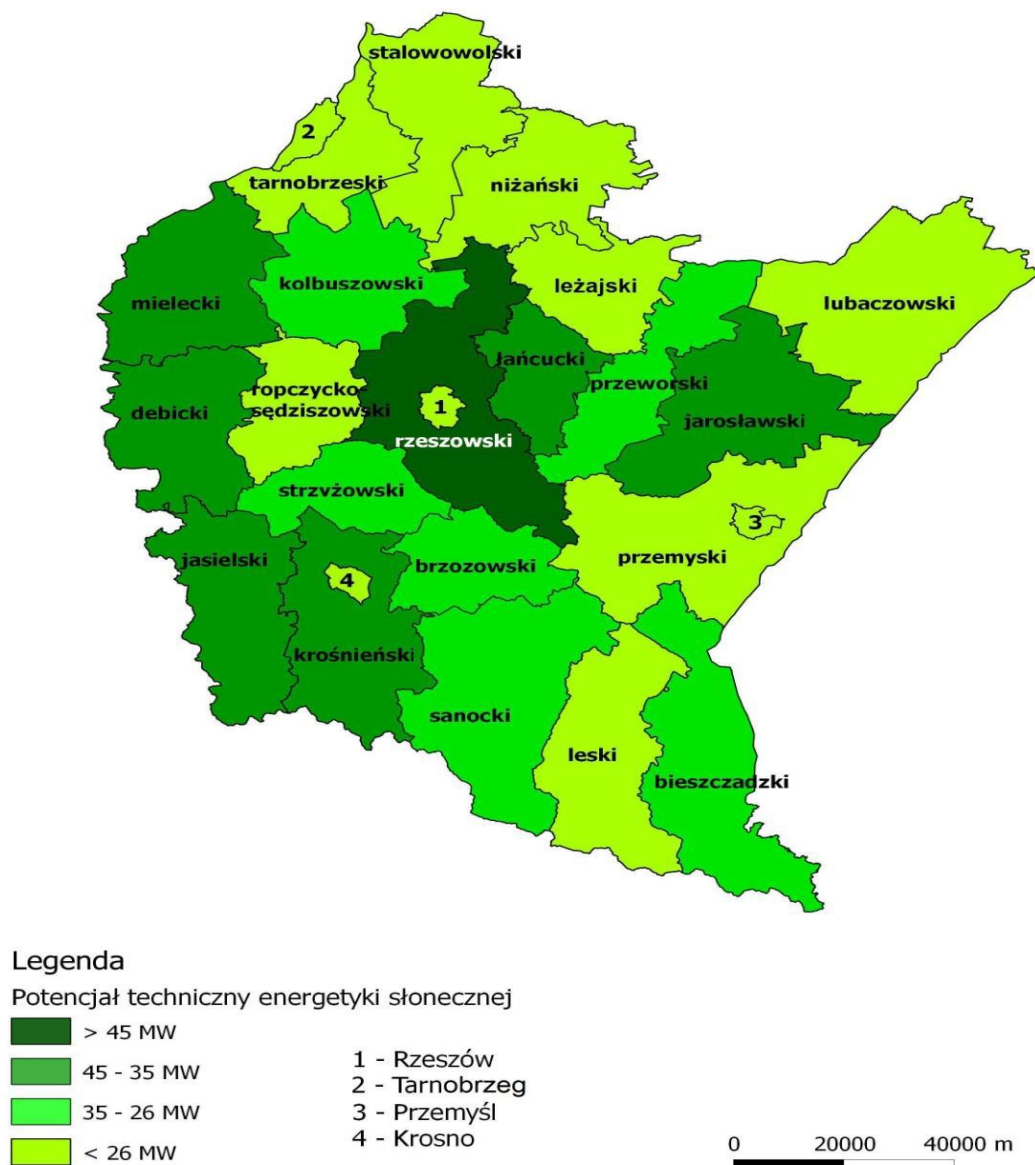 stalowowolski
2
tarnobrzeski
niżański
mielecki
kolbuszowski
leżajski
lubaczowski
łańcucki
debicki
ropczycko-
sędziszowski
1
rzeszowski
przeworski
jarosławski
strzvżowski
3
jasielski
4
brzozowski
przemyski
krośnieński
sanocki
leski
bieszczadzki
Legenda
Potencjał techniczny energetyki słonecznej
> 45 MW
45 - 35 MW
35 - 26 MW
< 26 MW
1 - Rzeszów
2 - Tarnobrzeg
3 - Przemyśl
4 - Krosno
0 20000 40000 m